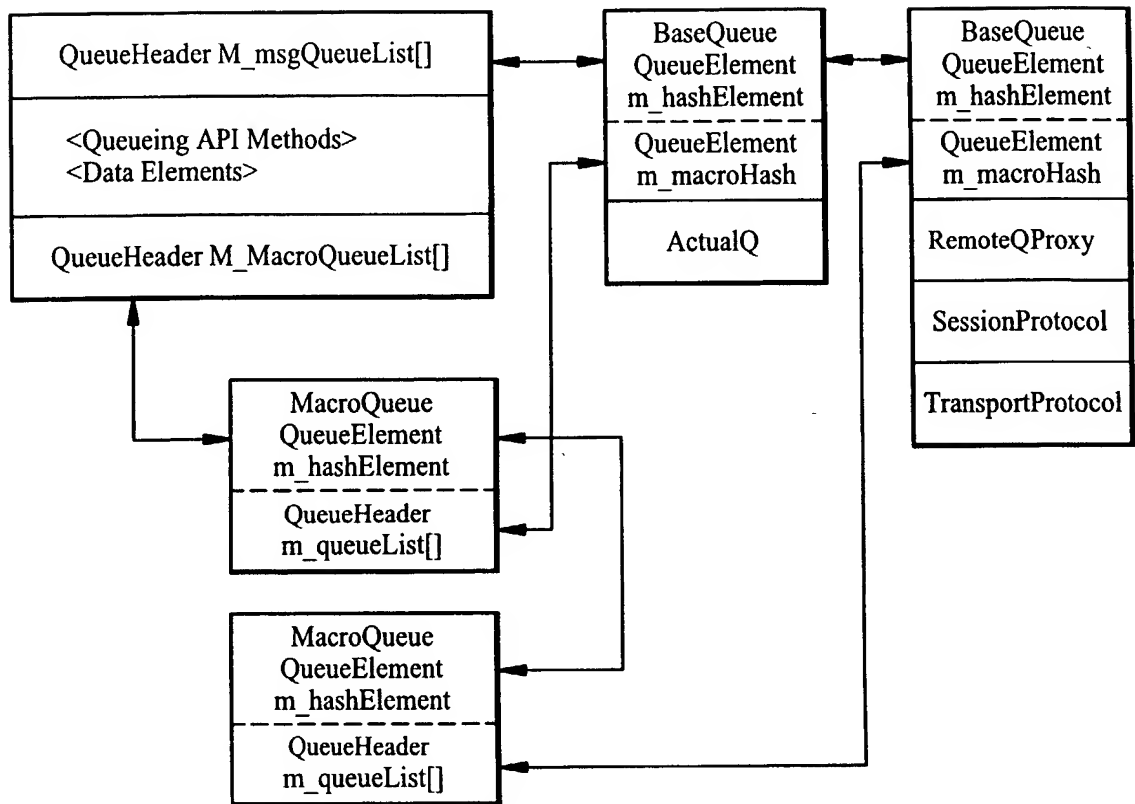 QueueHeader M_msgQueueList[]
<Queueing API Methods>
<Data Elements>
QueueHeader M_MacroQueueList[]
BaseQueue
QueueElement
m_hashElement
QueueElement
m_macroHash
ActualQ
BaseQueue
QueueElement
m_hashElement
QueueElement
m_macroHash
RemoteQProxy
SessionProtocol
TransportProtocol
MacroQueue
QueueElement
m_hashElement
QueueHeader
m_queueList[]
MacroQueue
QueueElement
m_hashElement
QueueHeader
m_queueList[]